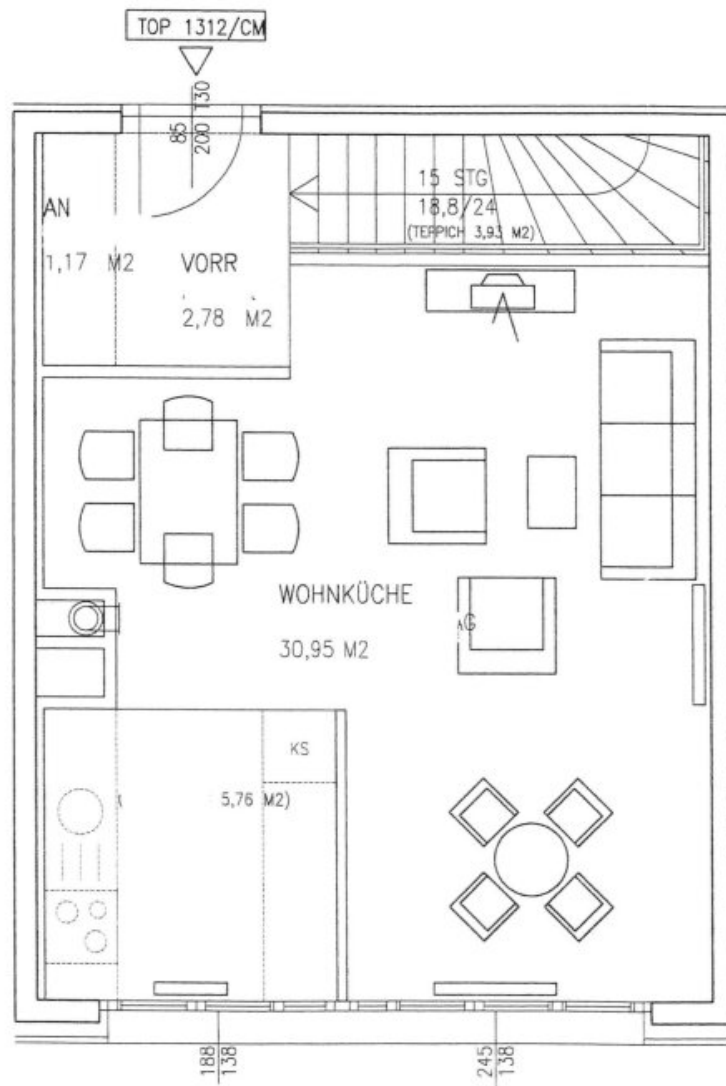 TOP 1312/CM
85
200
130
AN
1,17 M2
VORR
2,78 M2
15 STG
18,8/24
(TEPPICH 3,93 M2)
WOHNKÜCHE
30,95 M2
AG
KS
5,76 M2)
188
138
245
138